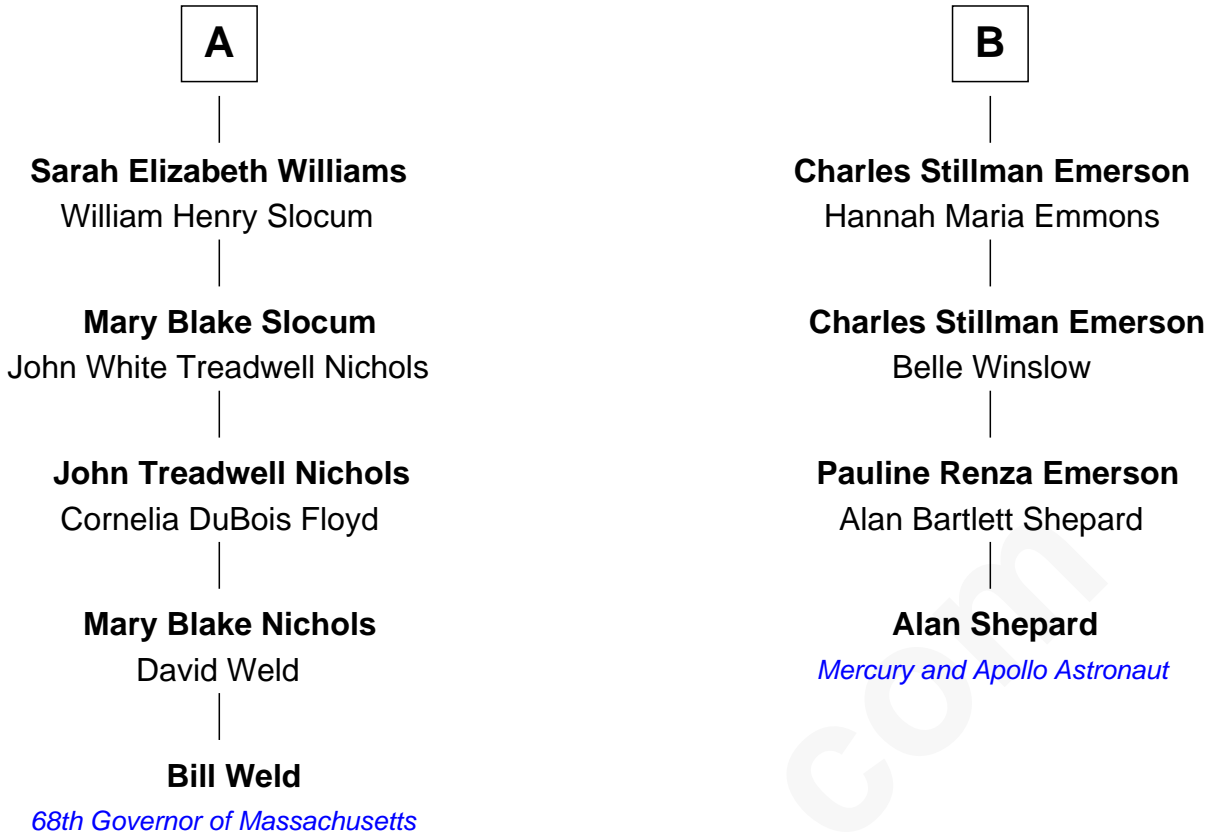 A
Sarah Elizabeth Williams
William Henry Slocum
Mary Blake Slocum
John White Treadwell Nichols
John Treadwell Nichols
Cornelia DuBois Floyd
Mary Blake Nichols
David Weld
Bill Weld
68th Governor of Massachusetts
B
Charles Stillman Emerson
Hannah Maria Emmons
Charles Stillman Emerson
Belle Winslow
Pauline Renza Emerson
Alan Bartlett Shepard
Alan Shepard
Mercury and Apollo Astronaut
com